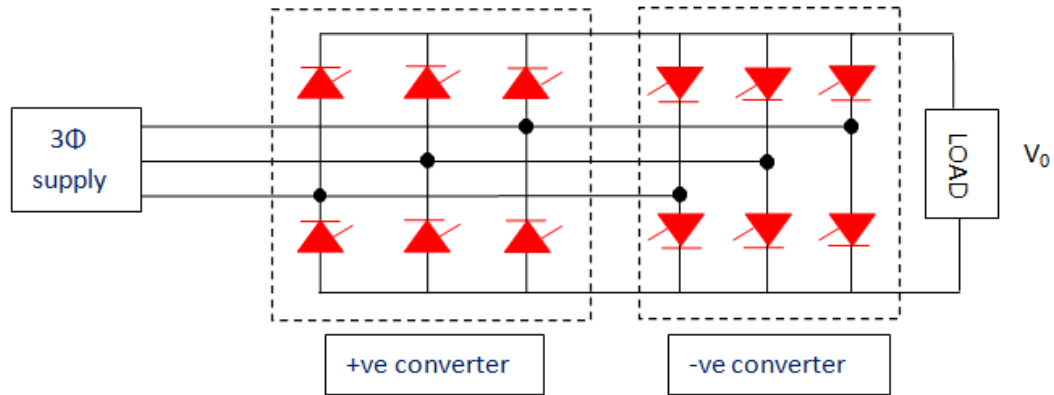 3Φ
supply
LOAD
V₀
+ve converter
-ve converter